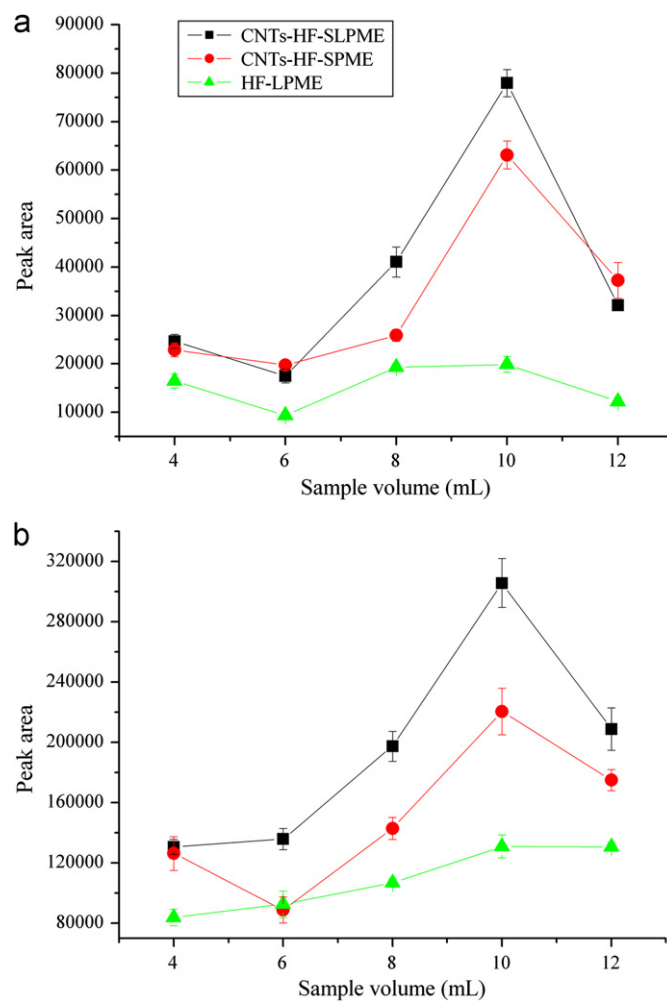 a
CNTs-HF-SLPME
CNTs-HF-SPME
HF-LPME
90000
80000
70000
60000
50000
40000
30000
20000
10000
Peak area
4 6 8 10 12
Sample volume (mL)
b
320000
280000
240000
200000
160000
120000
80000
Peak area
4 6 8 10 12
Sample volume (mL)